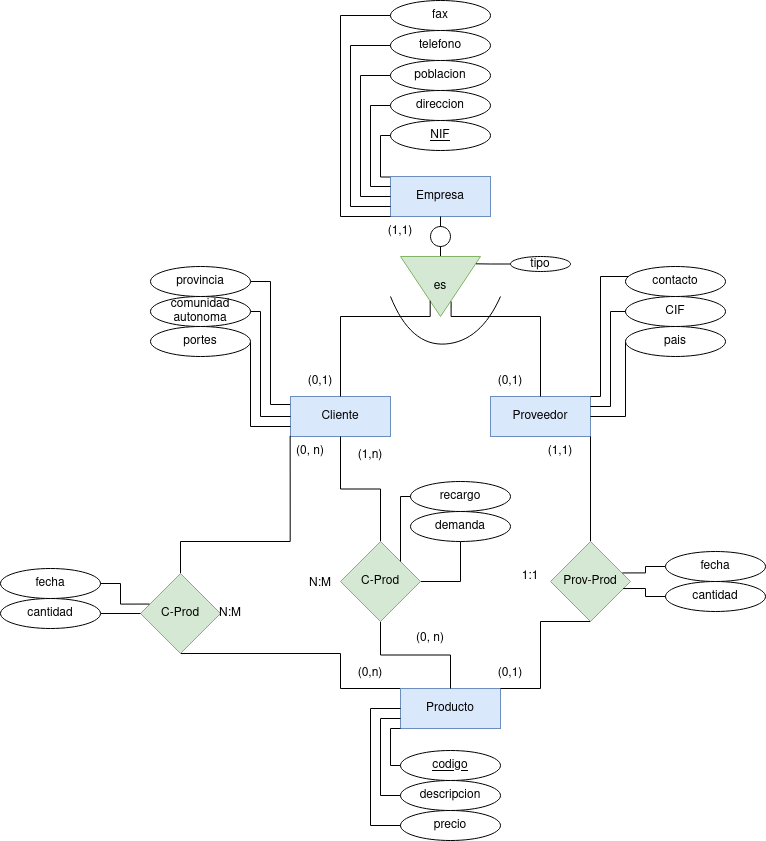 fax
telefono
poblacion
direccion
NIF
Empresa
(1,1)
tipo
es
provincia
comunidad
autonoma
portes
contacto
CIF
pais
(0,1)
(0,1)
Cliente
Proveedor
(0, n)
(1,n)
(1,1)
recargo
demanda
fecha
cantidad
C-Prod
N:M
N:M
C-Prod
1:1
Prov-Prod
fecha
cantidad
(0, n)
(0,n)
(0,1)
Producto
codigo
descripcion
precio